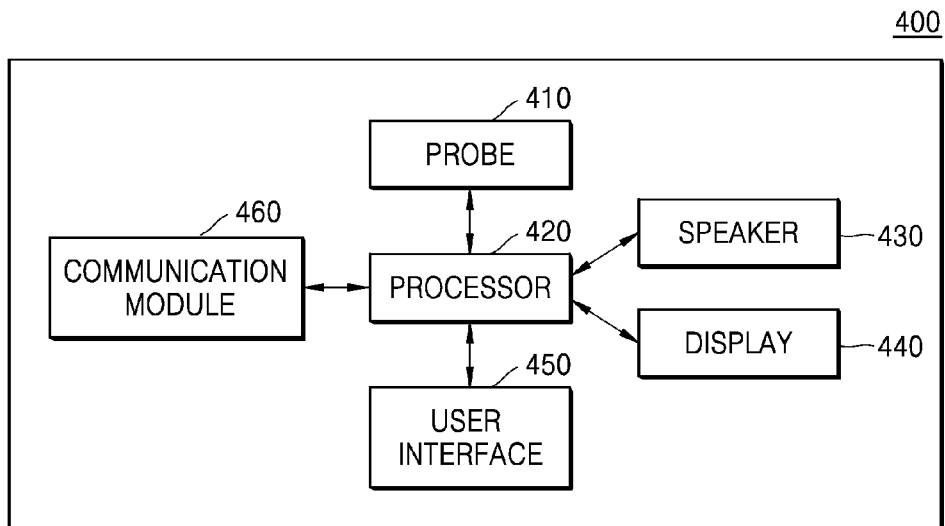 400
410
PROBE
460
420
SPEAKER
430
COMMUNICATION
MODULE
PROCESSOR
450
DISPLAY
440
USER
INTERFACE